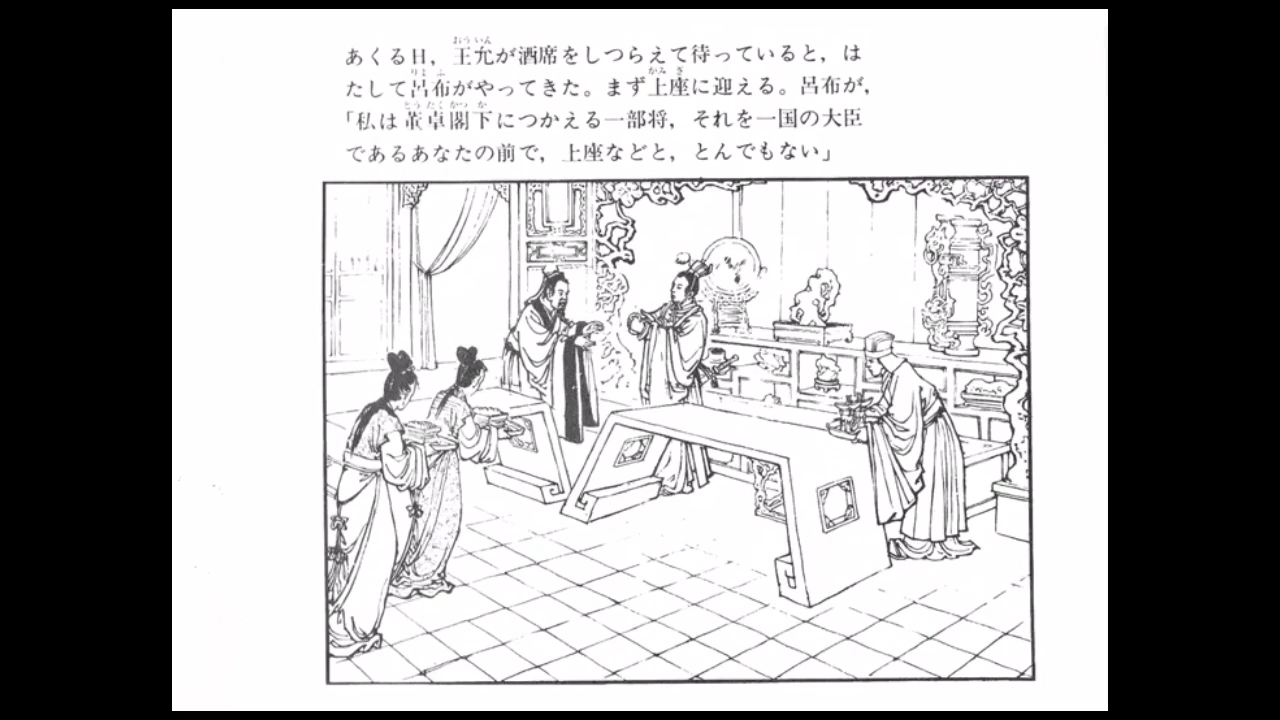 あくる日，王允が酒席をしつらえて待っていると，は
たして呂布がやってきた。まず上座に迎える。呂布が，
「私は董卓閣下につかえる一部将，それを一国の大臣
であるあなたの前で，上座などと，とんでもない」